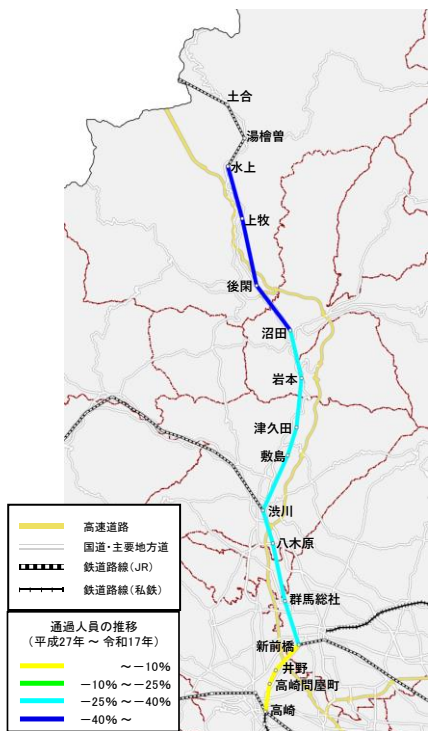 土合
湯檜曽
水上
上牧
後閑
沼田
岩本
津久田
敷島
渋川
八木原
群馬総社
新前橋
井野
高崎問屋町
高崎
高速道路
国道・主要地方道
鉄道路線(JR)
鉄道路線(私鉄)
通過人員の推移
(平成27年～令和17年)
～－10%
－10%～－25%
－25%～－40%
－40%～